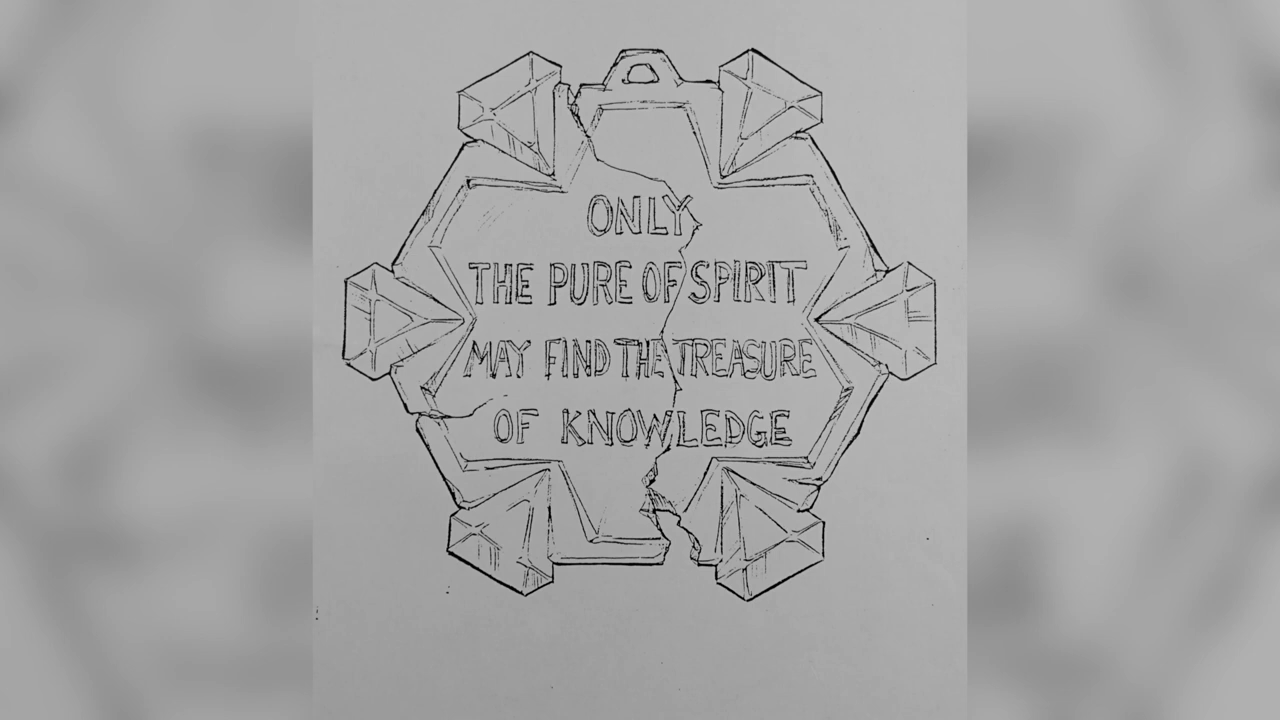 ONLY
THE PURE OF SPIRIT
MAY FIND THE TREASURE
OF KNOWLEDGE